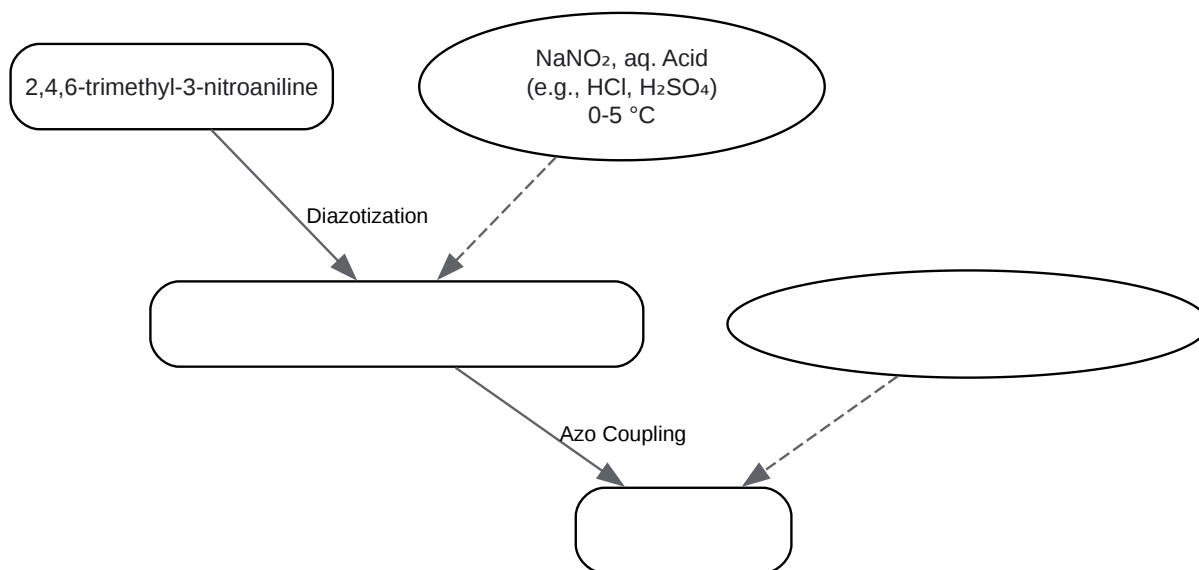 2,4,6-trimethyl-3-nitroaniline
NaNO₂, aq. Acid
(e.g., HCl, H₂SO₄)
0-5 °C
Diazotization
Azo Coupling